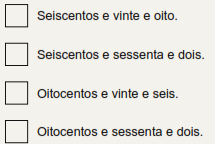 Seiscentos e vinte e oito.
Seiscentos e sessenta e dois.
Oitocentos e vinte e seis.
Oitocentos e sessenta e dois.